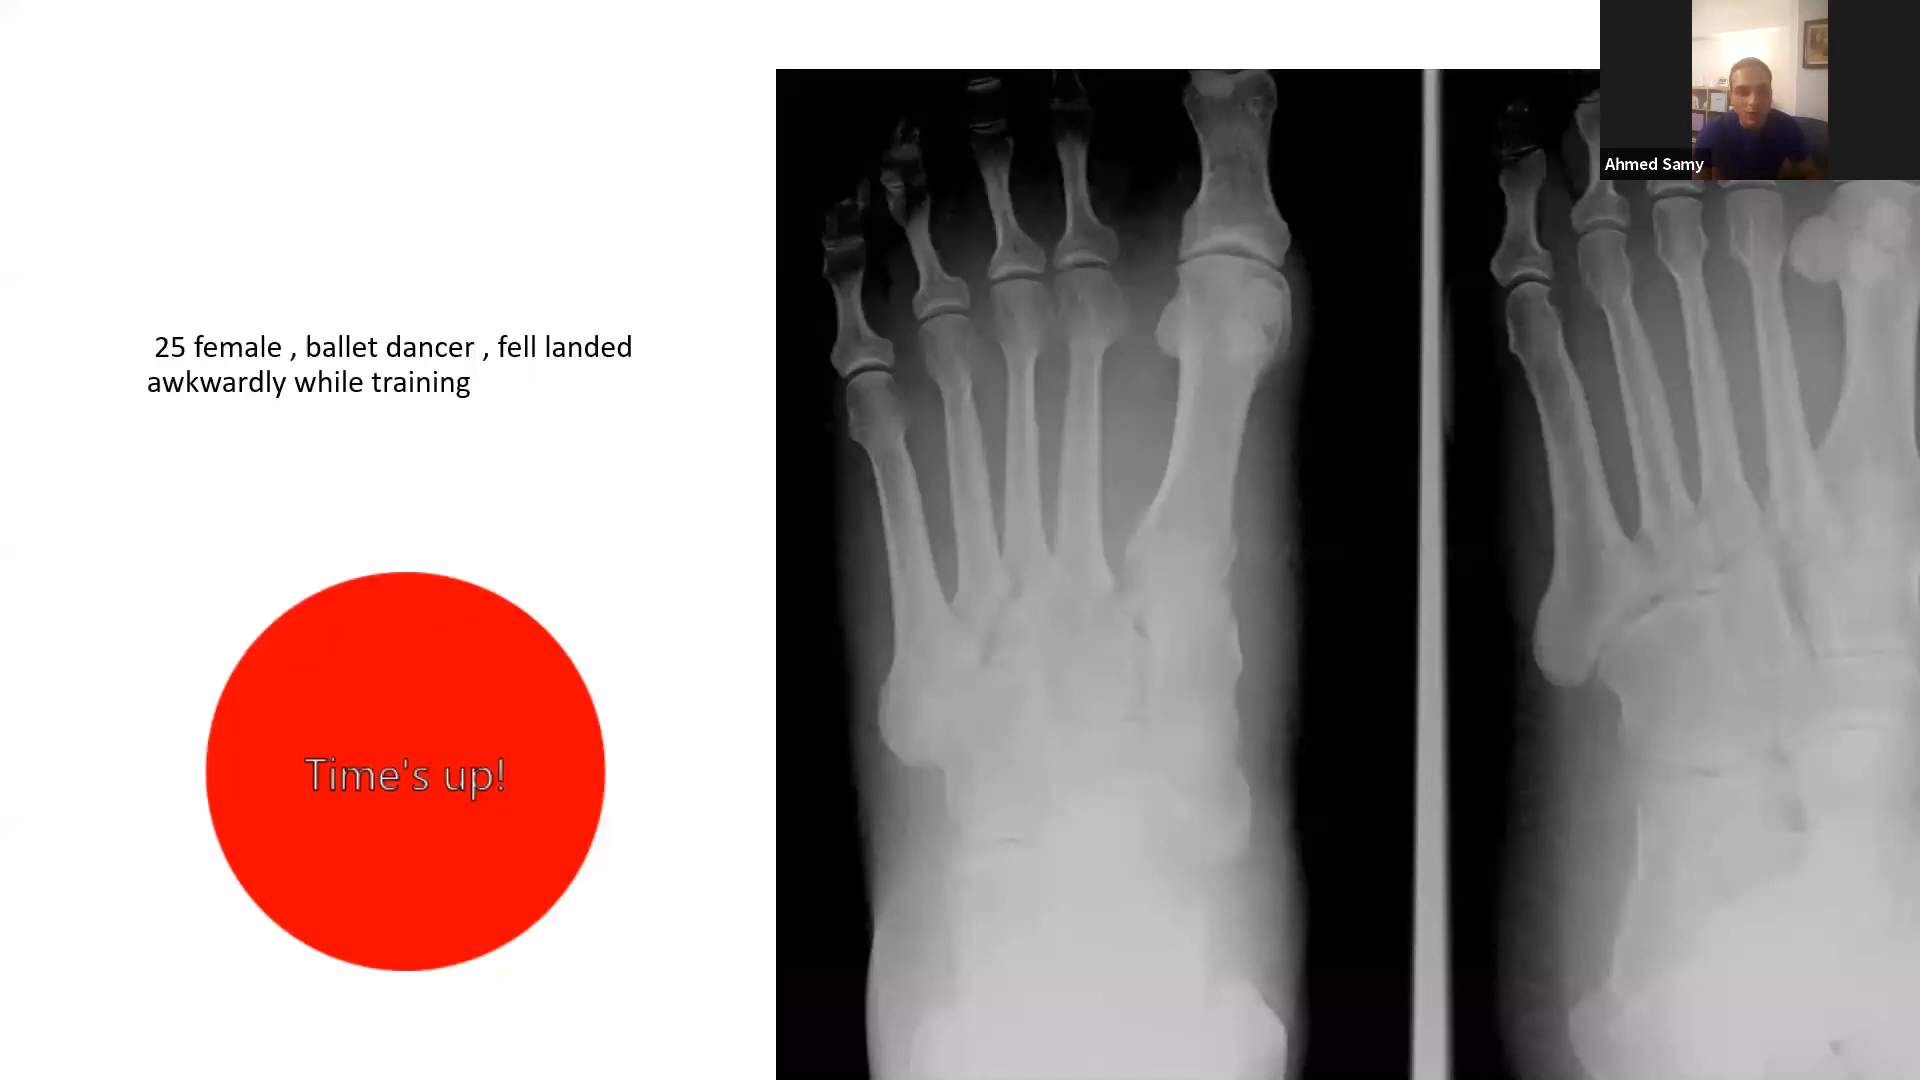 25 female , ballet dancer , fell landed
awkwardly while training
Time's up!
Ahmed Samy